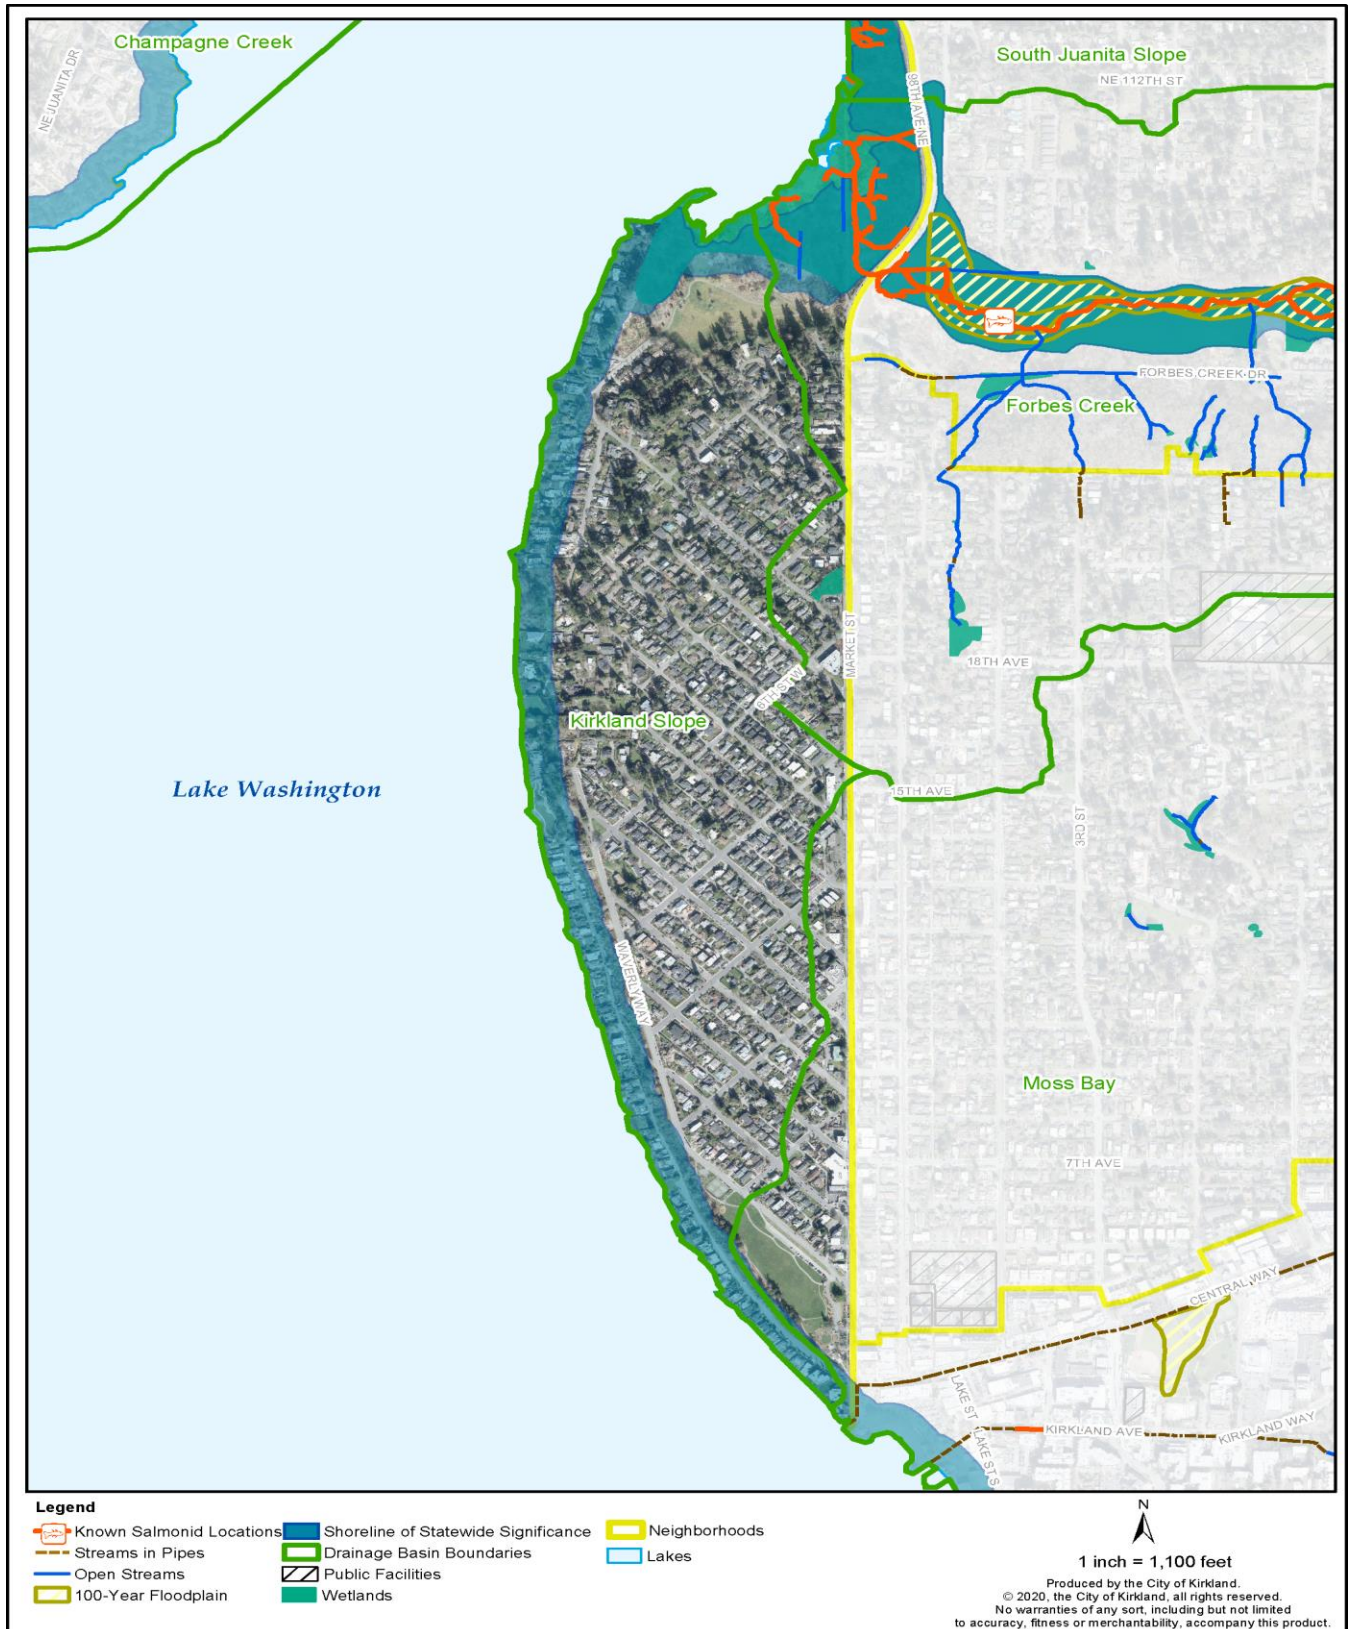 Champagne Creek
South Juanita Slope
NE JUANITA DR
NE 112TH ST
98TH AVE NE
FORBES CREEK DR
Forbes Creek
MARKET ST
18TH AVE
6TH ST W
Kirkland Slope
Lake Washington
15TH AVE
3RD ST
WAVERLY WAY
Moss Bay
7TH AVE
CENTRAL WAY
LAKE ST
KIRKLAND AVE
KIRKLAND WAY
LAKE ST S
Legend
Known Salmonid Locations
Streams in Pipes
Open Streams
100-Year Floodplain
Shoreline of Statewide Significance
Drainage Basin Boundaries
Public Facilities
Wetlands
Neighborhoods
Lakes
N
1 inch = 1,100 feet
Produced by the City of Kirkland.
© 2020, the City of Kirkland, all rights reserved.
No warranties of any sort, including but not limited
to accuracy, fitness or merchantability, accompany this product.